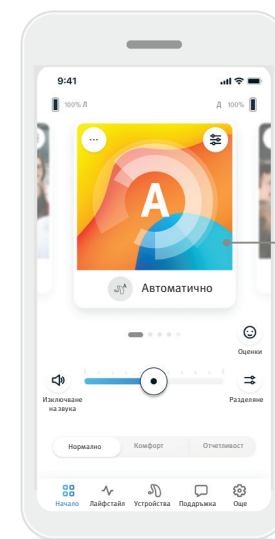 9:41
100% Л
Д 100%
A
Автоматично
Оценки
Изключване
на звука
Разделяне
Нормално
Комфорт
Отчетливост
Начало
Лайфстайл
Устройства
Поддръжка
Още